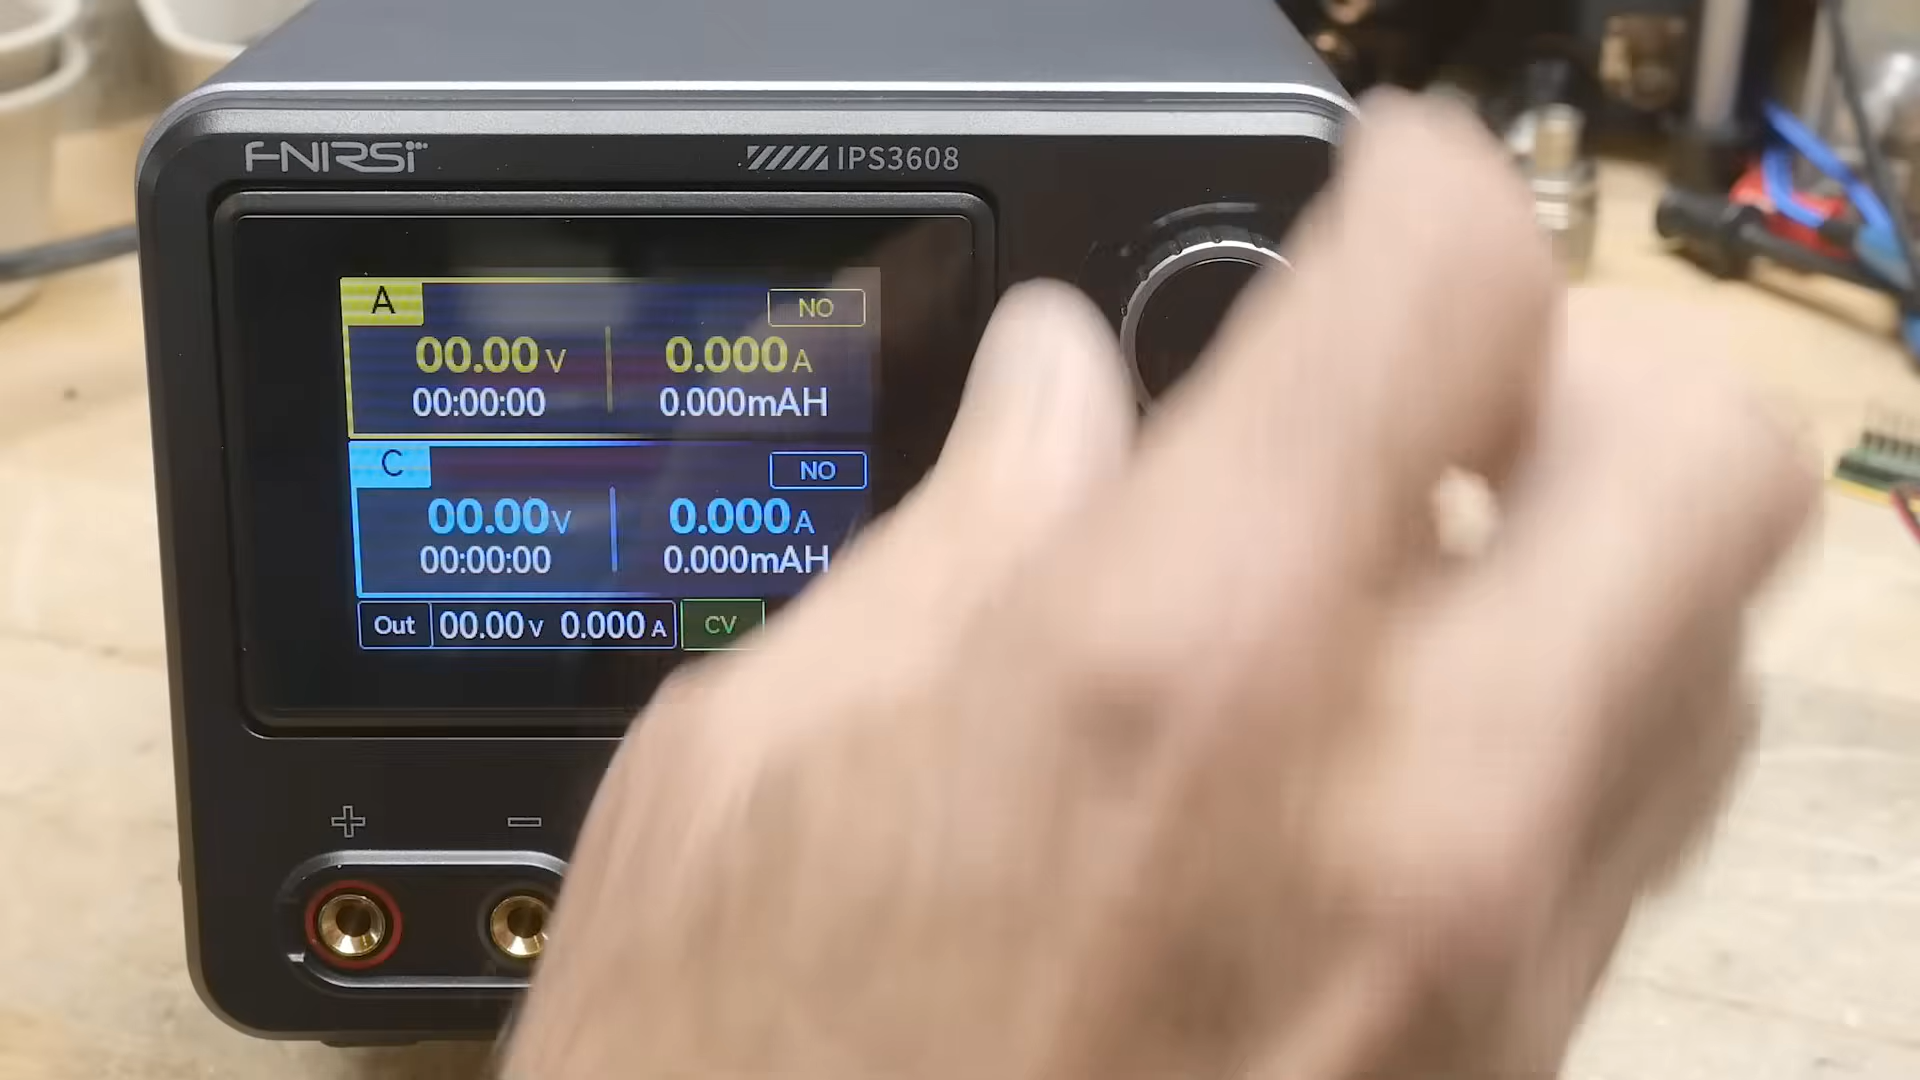 FNIRSI IPS3608
A NO
00.00 V 0.000 A
00:00:00 0.000mAH
C NO
00.00 V 0.000 A
00:00:00 0.000mAH
Out 00.00 V 0.000 A CV
+ −